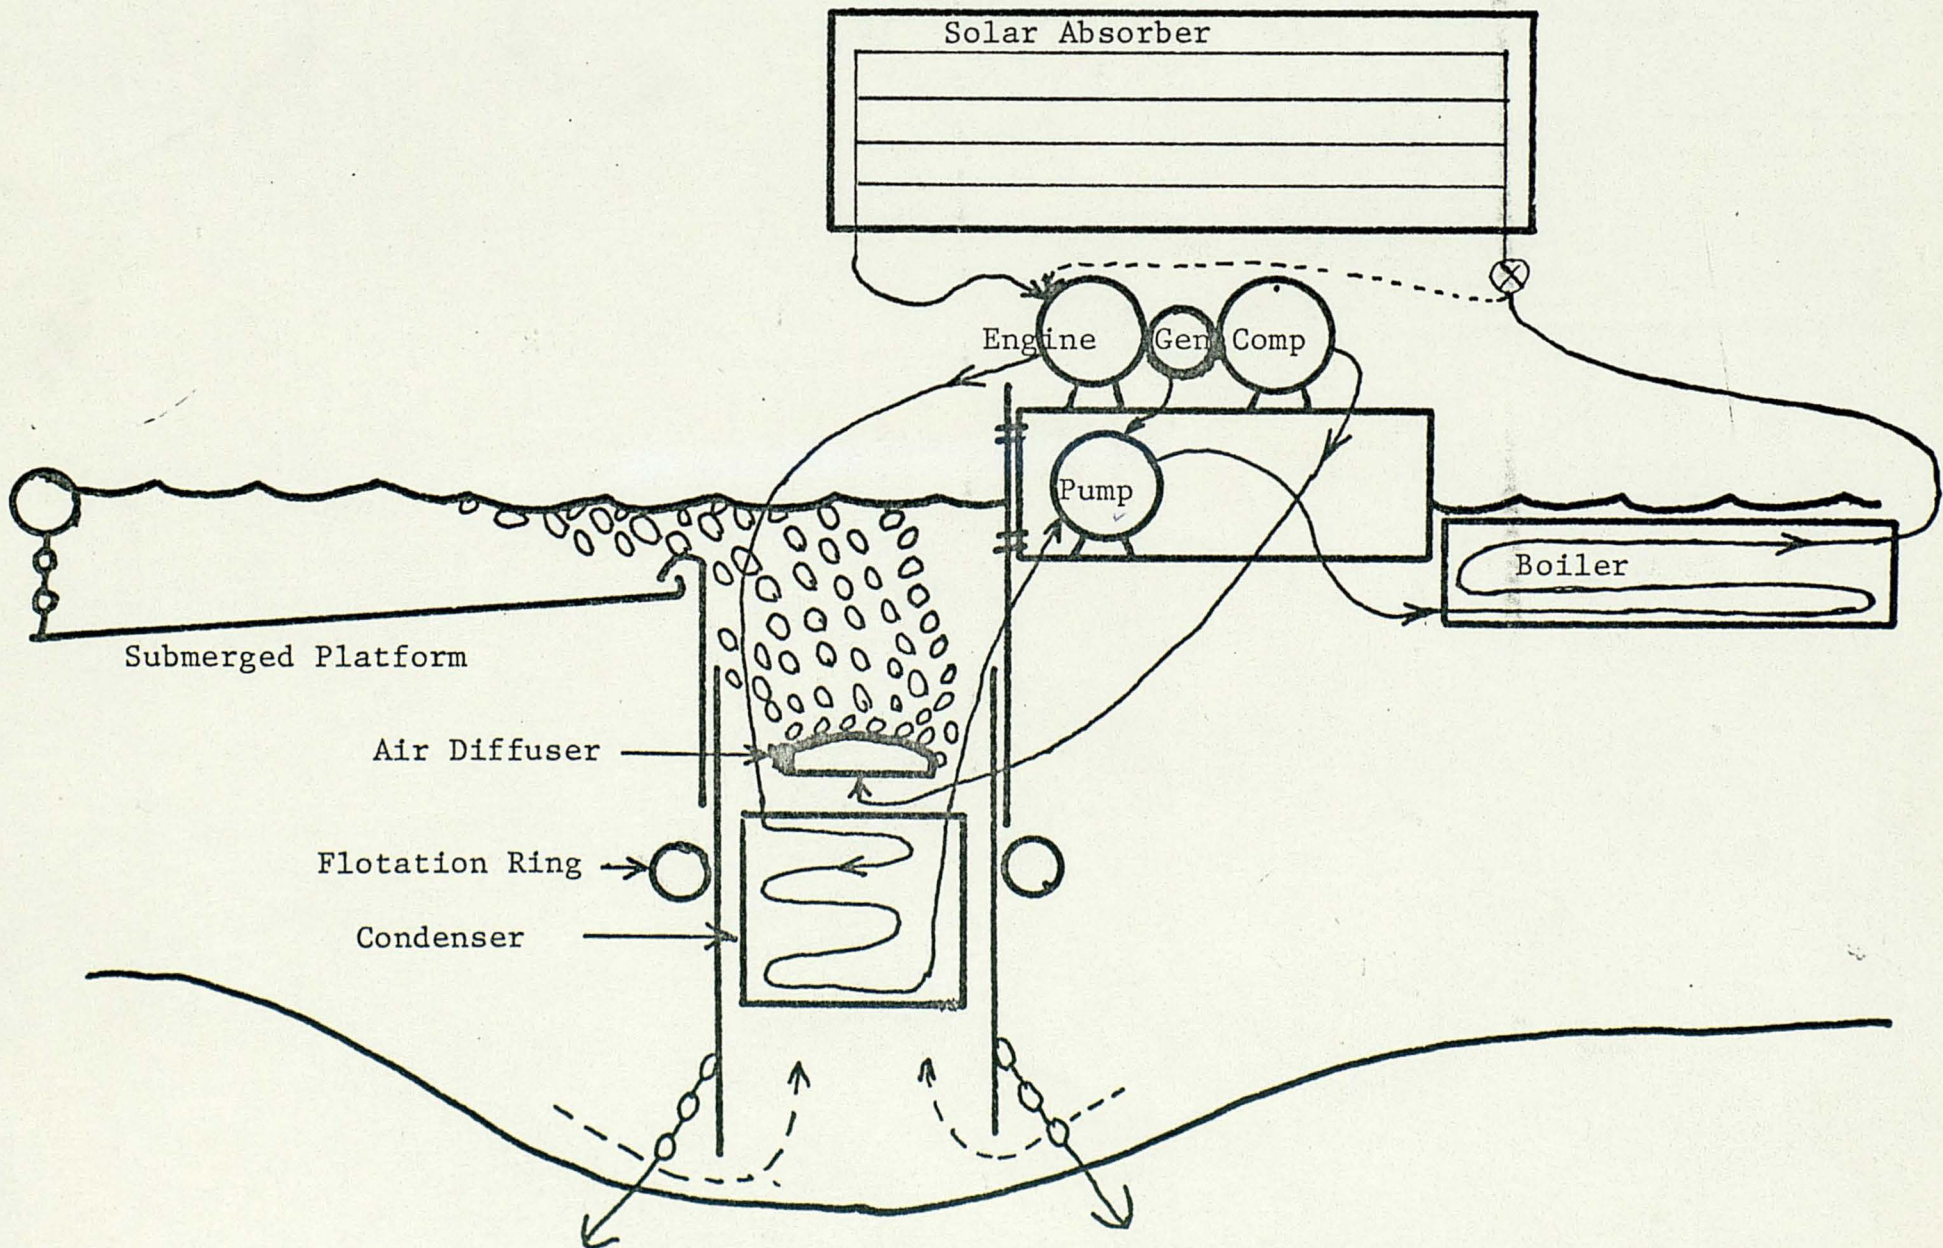 Solar Absorber
Engine
Gen
Comp
Pump
Boiler
Submerged Platform
Air Diffuser
Flotation Ring
Condenser